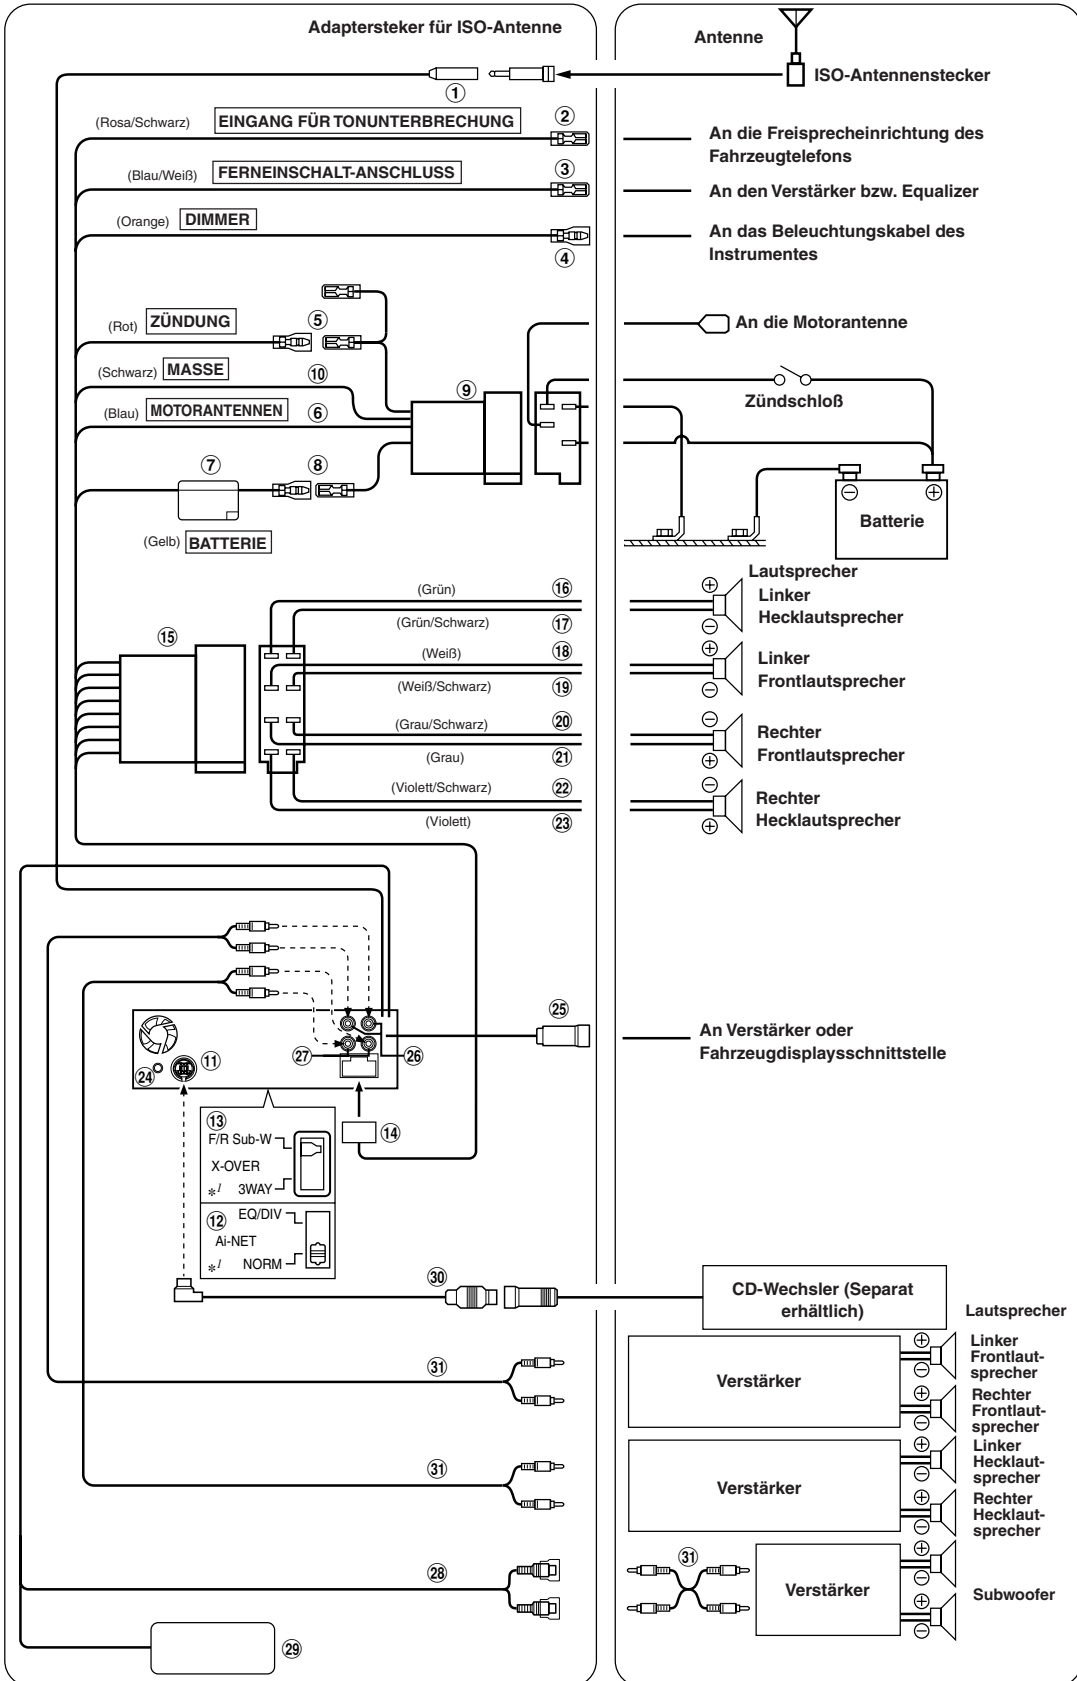 Adaptersteker für ISO-Antenne
Antenne
ISO-Antennenstecker
1
(Rosa/Schwarz) EINGANG FÜR TONUNTERBRECHUNG 2
An die Freisprecheinrichtung des
Fahrzeugtelefons
(Blau/Weiß) FERNEINSCHALT-ANSCHLUSS 3
An den Verstärker bzw. Equalizer
(Orange) DIMMER
4
An das Beleuchtungskabel des
Instrumentes
(Rot) ZÜNDUNG 5
An die Motorantenne
(Schwarz) MASSE 10
9
Zündschloß
(Blau) MOTORANTENNEN 6
7
8
(Gelb) BATTERIE
⊖ ⊕
Batterie
Lautsprecher
(Grün) 16
⊕
Linker
Hecklautsprecher
(Grün/Schwarz) 17
⊖
15
(Weiß) 18
⊕
Linker
Frontlautsprecher
(Weiß/Schwarz) 19
⊖
(Grau/Schwarz) 20
⊖
Rechter
Frontlautsprecher
(Grau) 21
⊕
(Violett/Schwarz) 22
⊖
Rechter
Hecklautsprecher
(Violett) 23
⊕
25
An Verstärker oder
Fahrzeugdisplaysschnittstelle
24
11
27
26
13
F/R Sub-W
X-OVER
*1 3WAY
14
12
EQ/DIV
Ai-NET
*1 NORM
30
CD-Wechsler (Separat
erhältlich)
Lautsprecher
31
Verstärker
⊕
⊖
Linker
Frontlaut-
sprecher
⊕
⊖
Rechter
Frontlaut-
sprecher
31
Verstärker
⊕
⊖
Linker
Hecklaut-
sprecher
⊕
⊖
Rechter
Hecklaut-
sprecher
28
31
Verstärker
⊕
⊖
⊕
⊖
Subwoofer
29